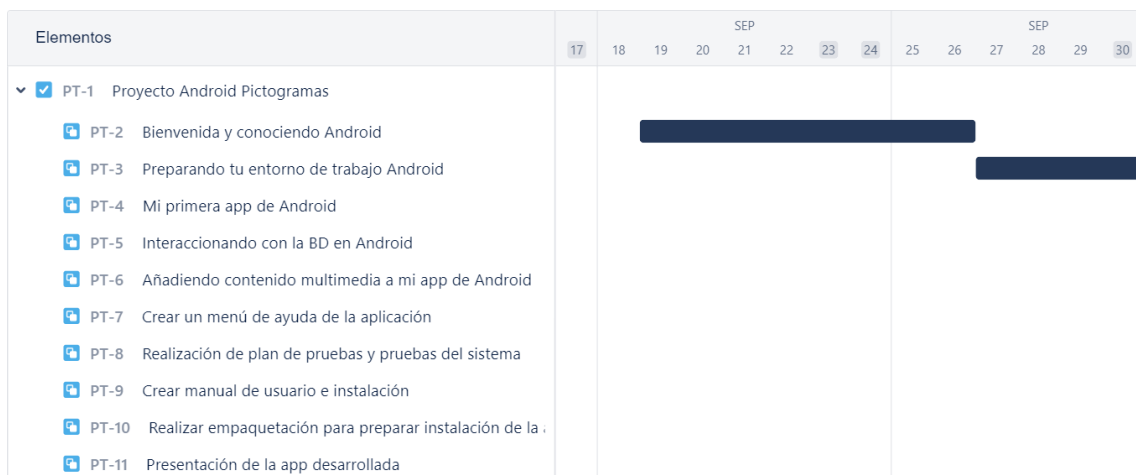 Elementos
SEP SEP
17 18 19 20 21 22 23 24 25 26 27 28 29 30
PT-1 Proyecto Android Pictogramas
PT-2 Bienvenida y conociendo Android
PT-3 Preparando tu entorno de trabajo Android
PT-4 Mi primera app de Android
PT-5 Interaccionando con la BD en Android
PT-6 Añadiendo contenido multimedia a mi app de Android
PT-7 Crear un menú de ayuda de la aplicación
PT-8 Realización de plan de pruebas y pruebas del sistema
PT-9 Crear manual de usuario e instalación
PT-10 Realizar empaquetación para preparar instalación de la
PT-11 Presentación de la app desarrollada